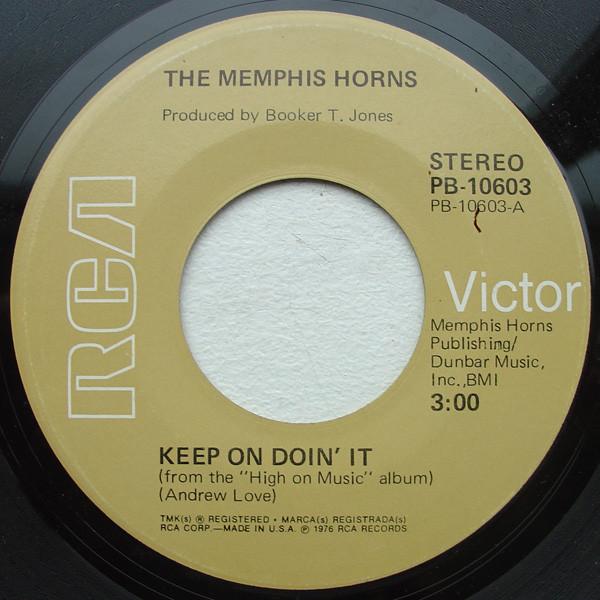 THE MEMPHIS HORNS
Produced by Booker T. Jones
RCA
STEREO
PB-10603
PB-10603-A
Victor
Memphis Horns
Publishing/
Dunbar Music,
Inc.,BMI
3:00
KEEP ON DOIN' IT
(from the "High on Music" album)
(Andrew Love)
TMK(s) ® REGISTERED • MARCA(s) REGISTRADA(s)
RCA CORP.—MADE IN U.S.A. ℗ 1976 RCA RECORDS